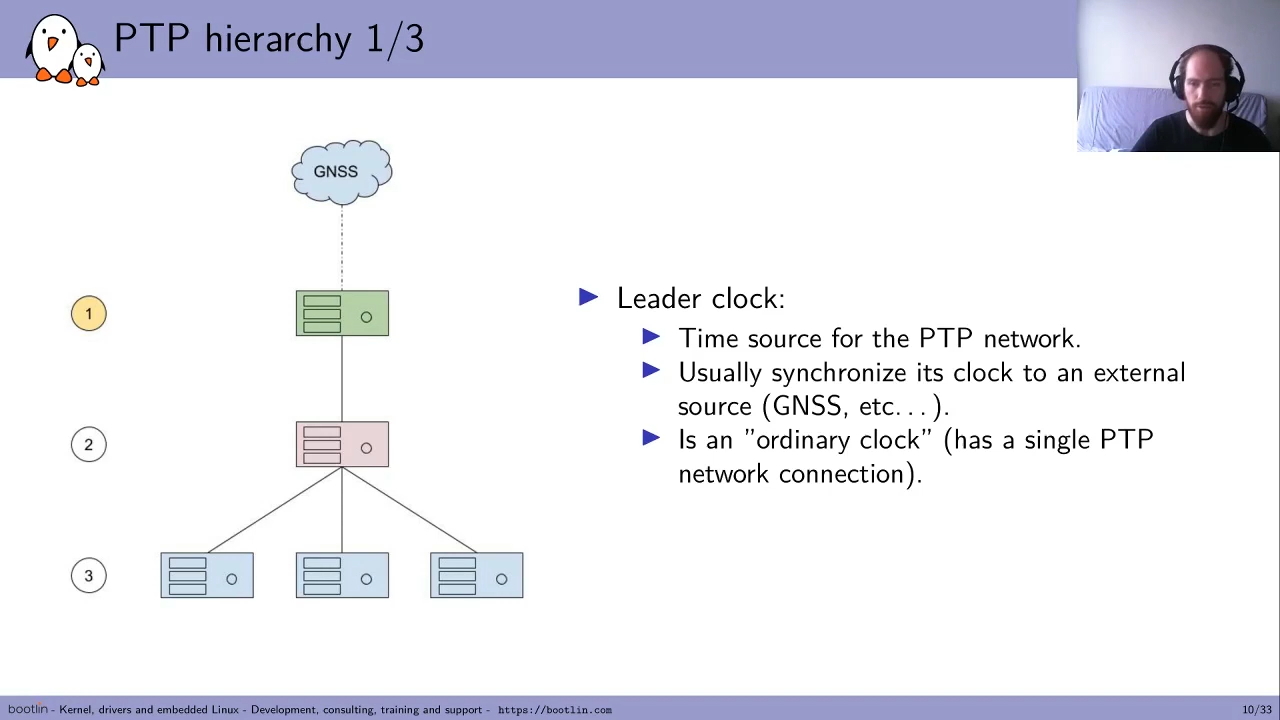 PTP hierarchy 1/3
GNSS
1
2
3
▶ Leader clock:
▶ Time source for the PTP network.
▶ Usually synchronize its clock to an external
source (GNSS, etc...).
▶ Is an ”ordinary clock” (has a single PTP
network connection).
bootlin - Kernel, drivers and embedded Linux - Development, consulting, training and support - https://bootlin.com
10/33